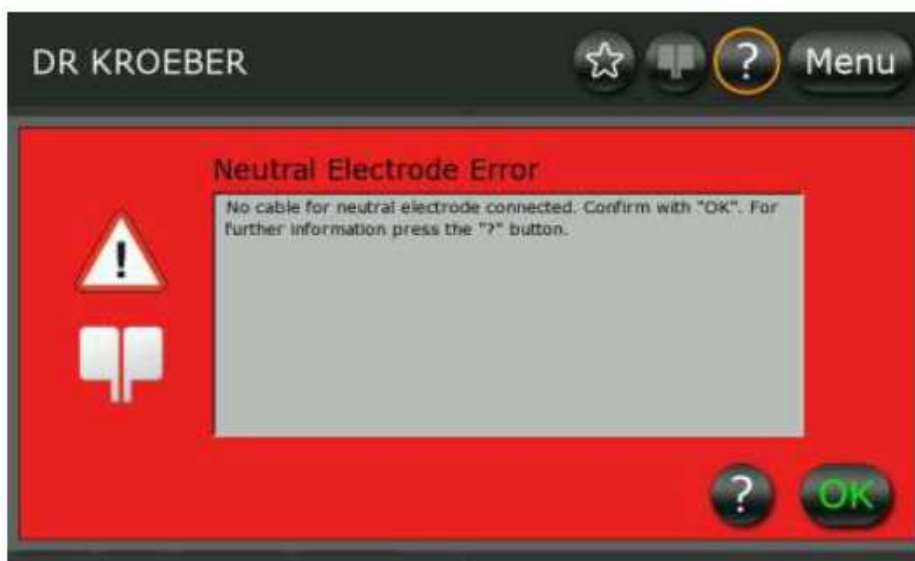 DR KROEBER
? Menu
Neutral Electrode Error
No cable for neutral electrode connected. Confirm with "OK". For
further information press the "?" button.
!
? OK